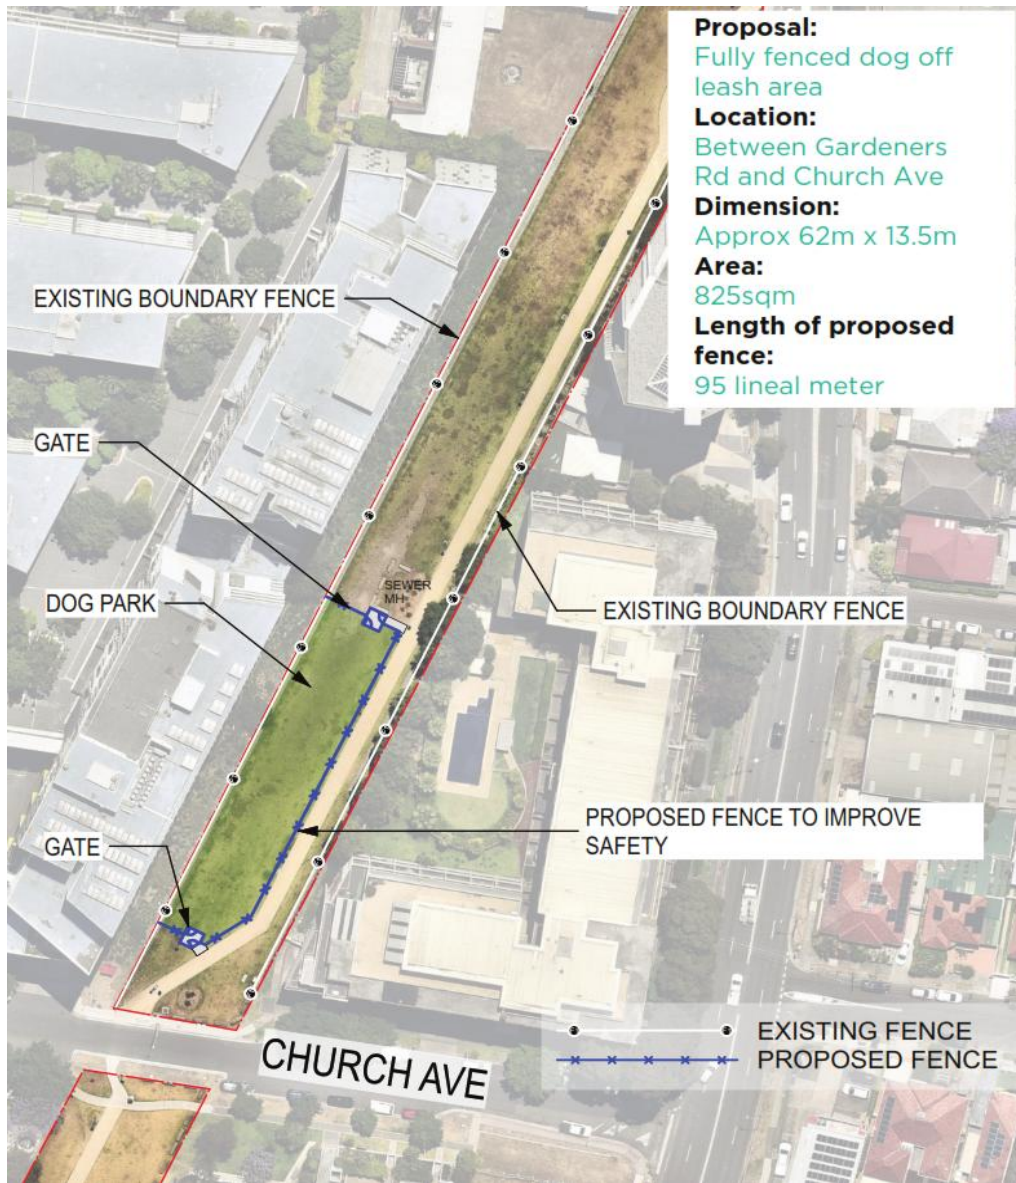 Proposal:
Fully fenced dog off
leash area
Location:
Between Gardeners
Rd and Church Ave
Dimension:
Approx 62m x 13.5m
Area:
825sqm
Length of proposed
fence:
95 lineal meter
EXISTING BOUNDARY FENCE
GATE
SEWER
MH
DOG PARK
EXISTING BOUNDARY FENCE
PROPOSED FENCE TO IMPROVE
SAFETY
GATE
CHURCH AVE
EXISTING FENCE
PROPOSED FENCE